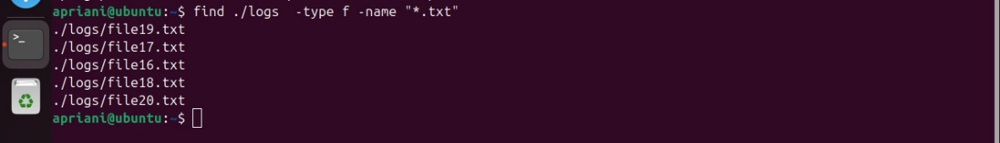 apriani@ubuntu:~$ find ./logs  -type f -name "*.txt"
./logs/file19.txt
./logs/file17.txt
./logs/file16.txt
./logs/file18.txt
./logs/file20.txt
apriani@ubuntu:~$